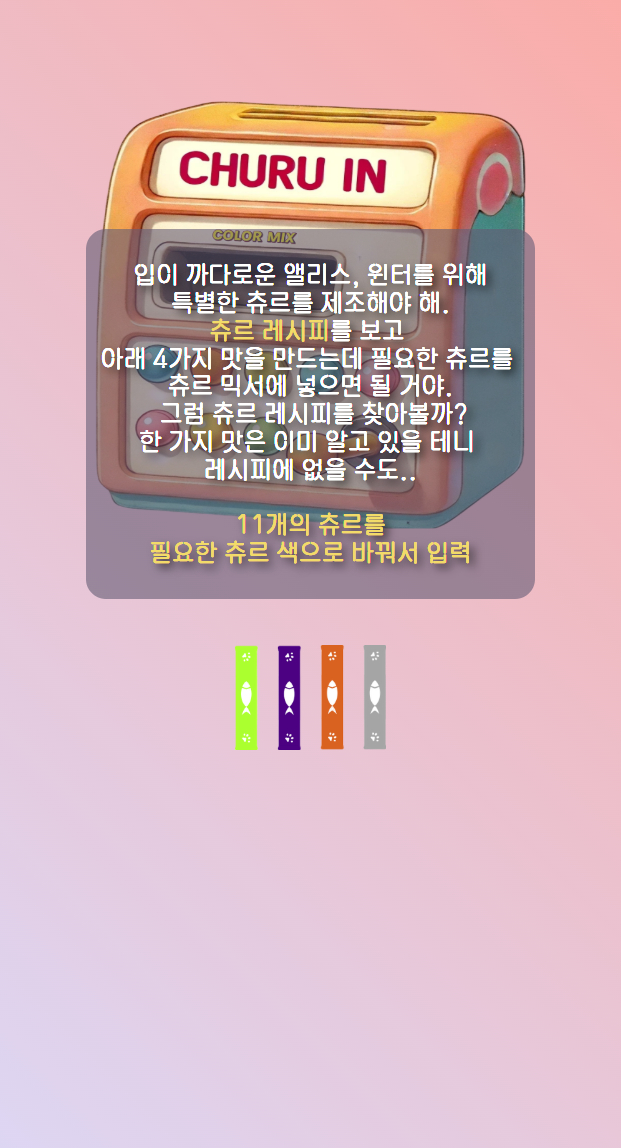 CHURU IN
COLOR MIX
입이 까다로운 앨리스, 윈터를 위해
특별한 츄르를 제조해야 해.
츄르 레시피를 보고
아래 4가지 맛을 만드는데 필요한 츄르를
츄르 믹서에 넣으면 될 거야.
그럼 츄르 레시피를 찾아볼까?
한 가지 맛은 이미 알고 있을 테니
레시피에 없을 수도..
11개의 츄르를
필요한 츄르 색으로 바꿔서 입력